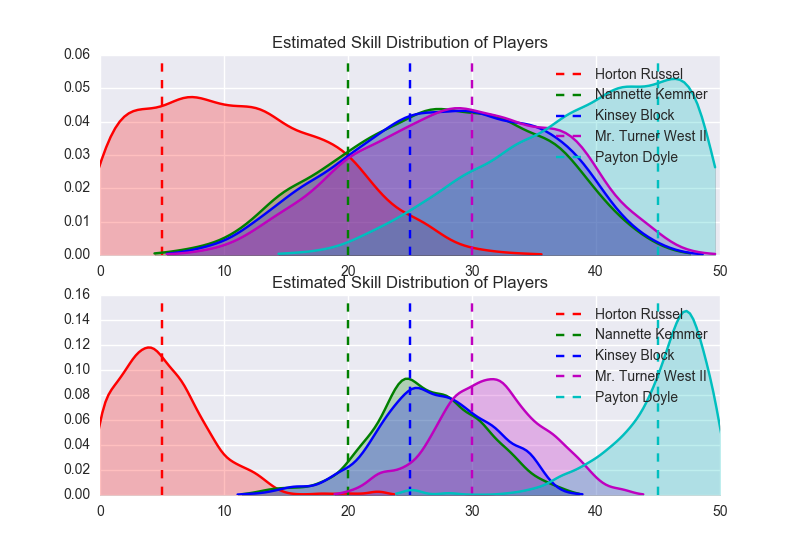 Estimated Skill Distribution of Players
0.06
0.05
0.04
0.03
0.02
0.01
0.00
Horton Russel
Nannette Kemmer
Kinsey Block
Mr. Turner West II
Payton Doyle
0 10 20 30 40 50
Estimated Skill Distribution of Players
0.16
0.14
0.12
0.10
0.08
0.06
0.04
0.02
0.00
Horton Russel
Nannette Kemmer
Kinsey Block
Mr. Turner West II
Payton Doyle
0 10 20 30 40 50